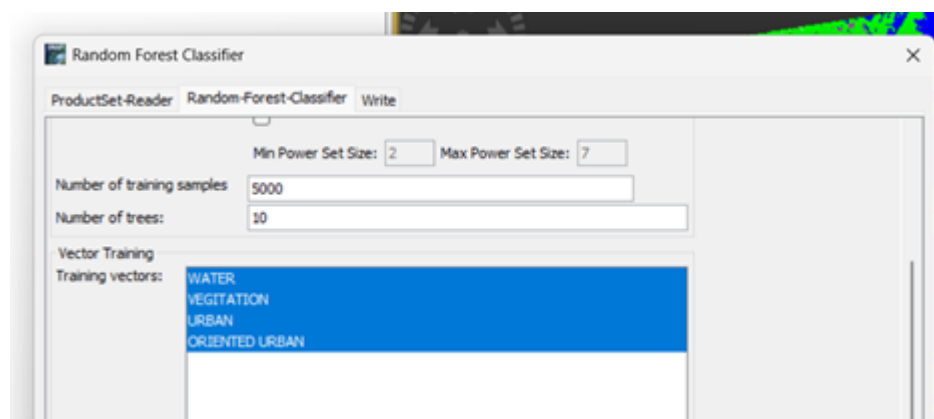 Random Forest Classifier
ProductSet-Reader Random-Forest-Classifier Write
Min Power Set Size: 2 Max Power Set Size: 7
Number of training samples 5000
Number of trees: 10
Vector Training
Training vectors: WATER
VEGITATION
URBAN
ORIENTED URBAN